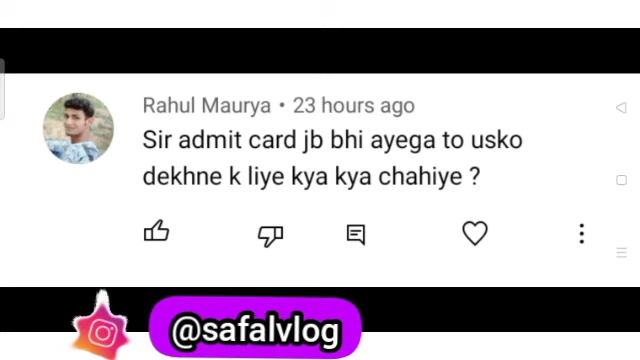 Rahul Maurya • 23 hours ago
Sir admit card jb bhi ayega to usko
dekhne k liye kya kya chahiye ?
@safalvlog